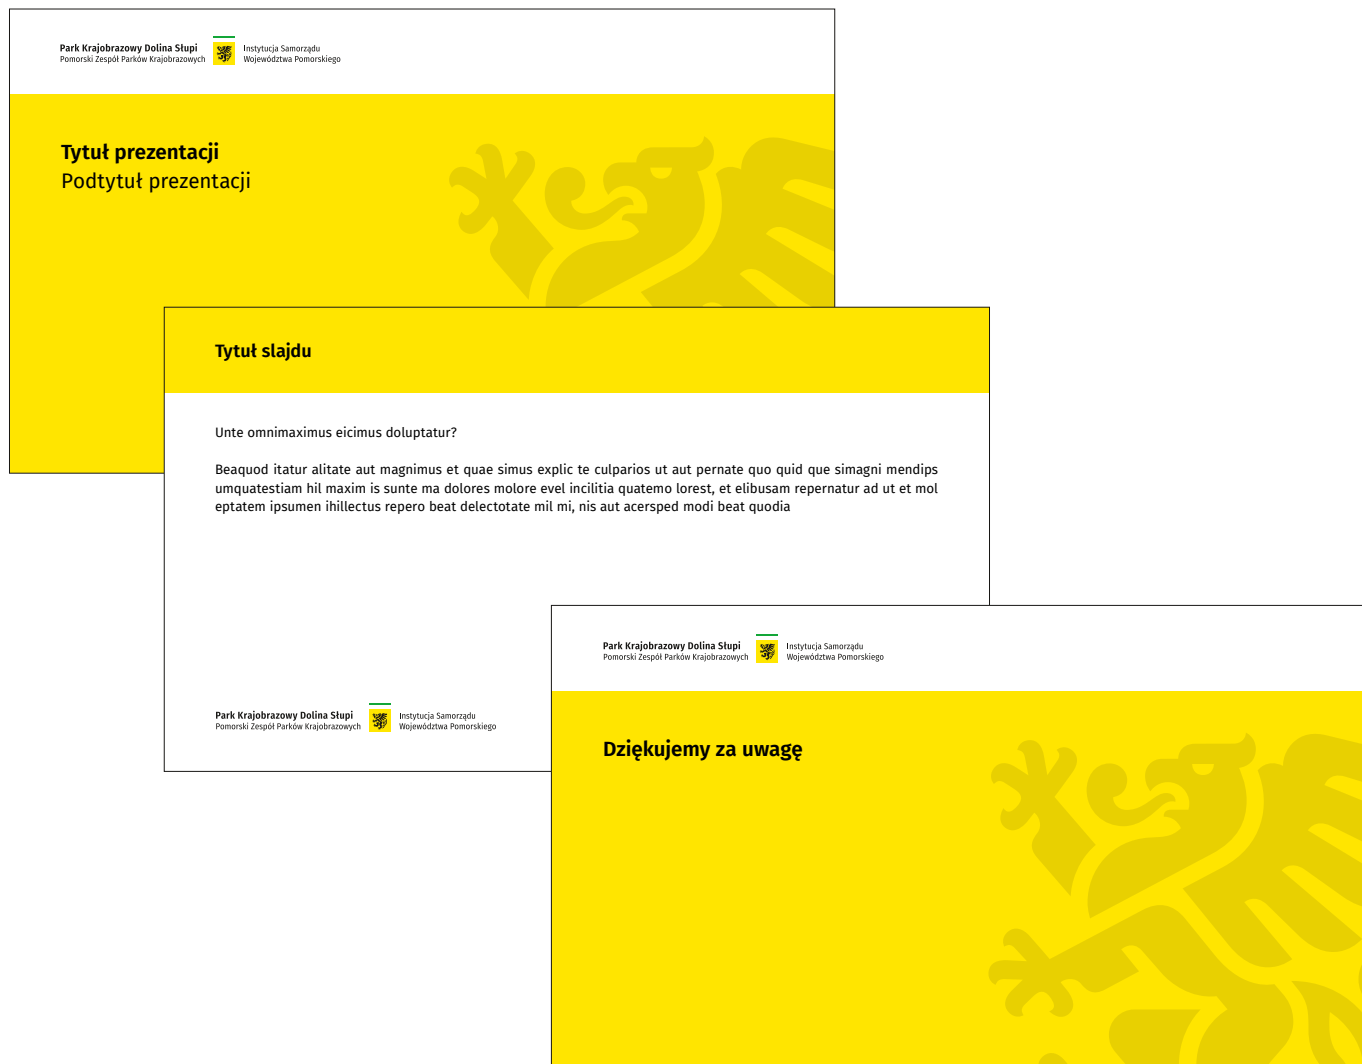 Park Krajobrazowy Dolina Słupi
Pomorski Zespół Parków Krajobrazowych
Instytucja Samorządu
Województwa Pomorskiego
Tytuł prezentacji
Podtytuł prezentacji
Tytuł slajdu
Unte omnimaximus eicimus doluptatur?
Beaquod itatur alitate aut magnimus et quae simus explic te culparios ut aut pernate quo quid que simagni mendips
umquatestiam hil maxim is sunte ma dolores molore evel incilitia quatemo lorest, et elibusam repernatur ad ut et mol
eptatem ipsumen ihillectus repero beat delectotate mil mi, nis aut acersped modi beat quodia
Park Krajobrazowy Dolina Słupi
Pomorski Zespół Parków Krajobrazowych
Instytucja Samorządu
Województwa Pomorskiego
Park Krajobrazowy Dolina Słupi
Pomorski Zespół Parków Krajobrazowych
Instytucja Samorządu
Województwa Pomorskiego
Dziękujemy za uwagę